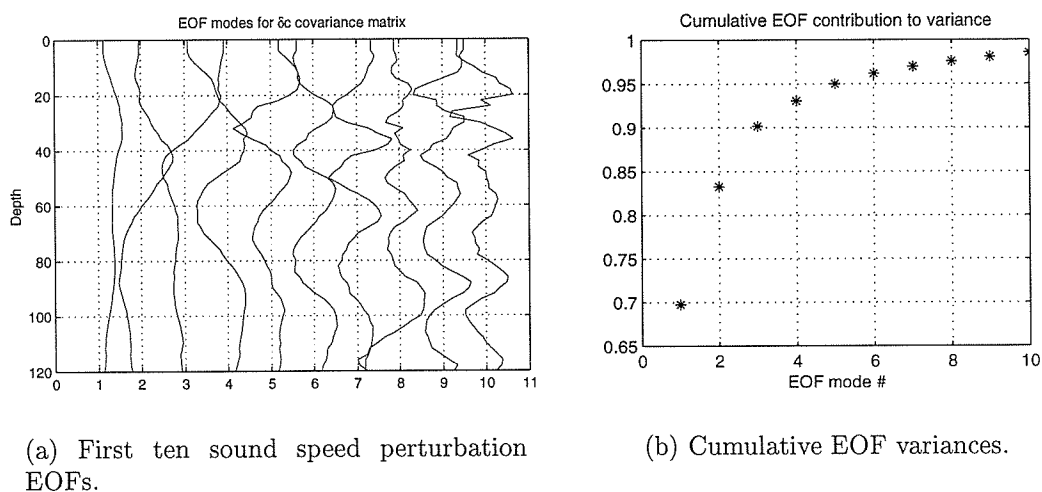 EOF modes for δc covariance matrix
0
20
40
60
80
100
120
Depth
0 1 2 3 4 5 6 7 8 9 10 11
(a) First ten sound speed perturbation
EOFs.
Cumulative EOF contribution to variance
1
0.95
0.9
0.85
0.8
0.75
0.7
0.65
0 2 4 6 8 10
EOF mode #
(b) Cumulative EOF variances.